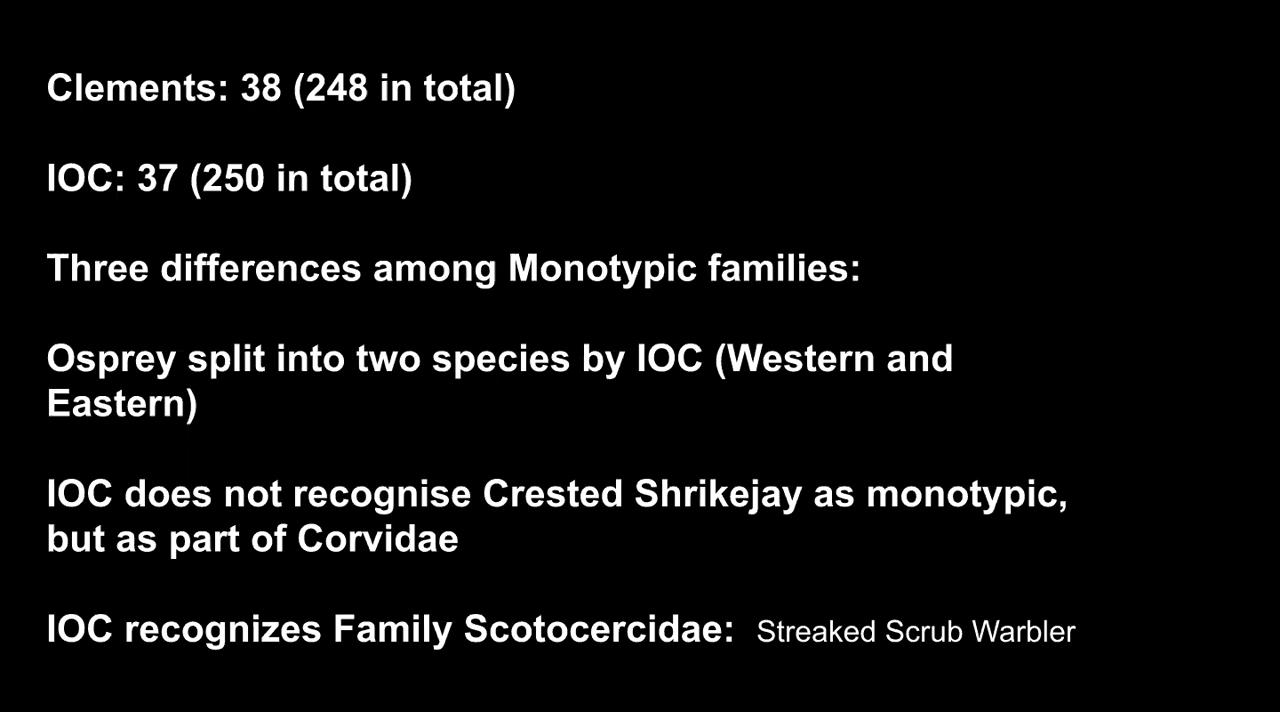 Clements: 38 (248 in total)
IOC: 37 (250 in total)
Three differences among Monotypic families:
Osprey split into two species by IOC (Western and
Eastern)
IOC does not recognise Crested Shrikejay as monotypic,
but as part of Corvidae
IOC recognizes Family Scotocercidae: Streaked Scrub Warbler